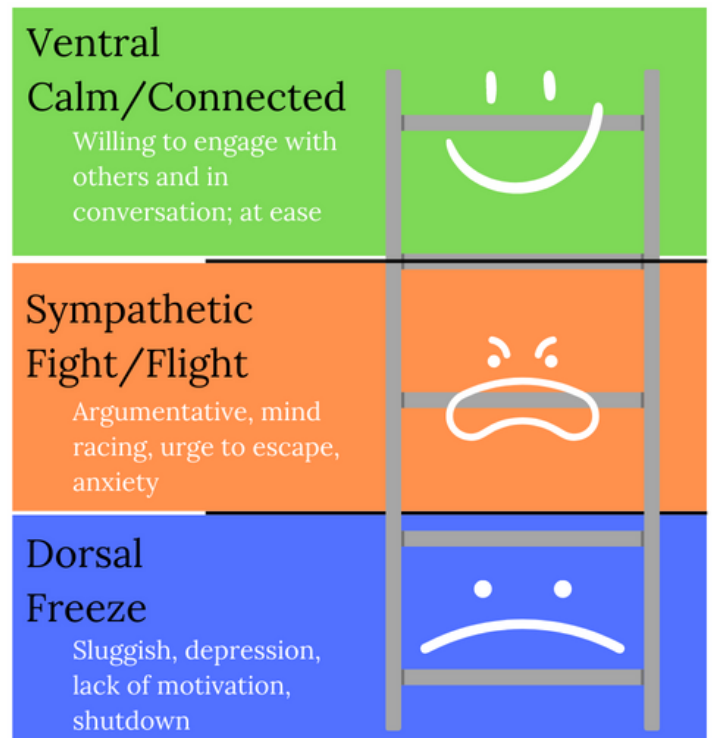 Ventral
Calm/Connected
Willing to engage with
others and in
conversation; at ease
Sympathetic
Fight/Flight
Argumentative, mind
racing, urge to escape,
anxiety
Dorsal
Freeze
Sluggish, depression,
lack of motivation,
shutdown